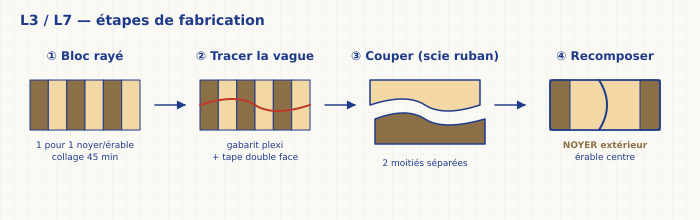 L3 / L7 — étapes de fabrication
① Bloc rayé
② Tracer la vague
③ Couper (scie ruban)
④ Recomposer
1 pour 1 noyer/érable
collage 45 min
gabarit plexi
+ tape double face
2 moitiés séparées
NOYER extérieur
érable centre